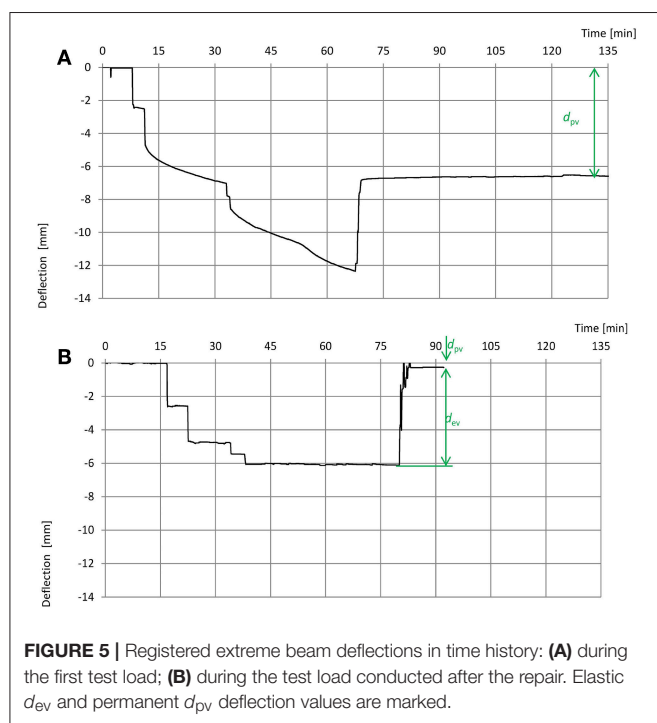 Time [min]
A
0 15 30 45 60 75 90 105 120 135
0
-2
-4
-6
-8
-10
-12
-14
Deflection [mm]
dpv
Time [min]
B
0 15 30 45 60 75 90 105 120 135
0
-2
-4
-6
-8
-10
-12
-14
Deflection [mm]
dpv
dev
FIGURE 5 | Registered extreme beam deflections in time history: (A) during
the first test load; (B) during the test load conducted after the repair. Elastic
dev and permanent dpv deflection values are marked.